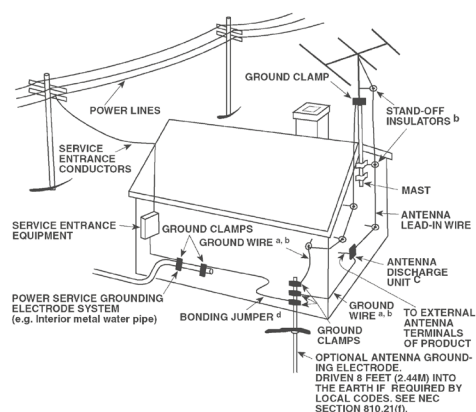 GROUND CLAMP
POWER LINES
STAND-OFF
INSULATORS b
SERVICE
ENTRANCE
CONDUCTORS
MAST
ANTENNA
LEAD-IN WIRE
SERVICE ENTRANCE
EQUIPMENT
GROUND CLAMPS
GROUND WIRE a, b
ANTENNA
DISCHARGE
UNIT C
POWER SERVICE GROUNDING
ELECTRODE SYSTEM
(e.g. Interior metal water pipe)
BONDING JUMPER d
GROUND
WIRE a, b
TO EXTERNAL
ANTENNA
TERMINALS
OF PRODUCT
GROUND
CLAMPS
OPTIONAL ANTENNA GROUND-
ING ELECTRODE.
DRIVEN 8 FEET (2.44M) INTO
THE EARTH IF REQUIRED BY
LOCAL CODES. SEE NEC
SECTION 810.21(f).